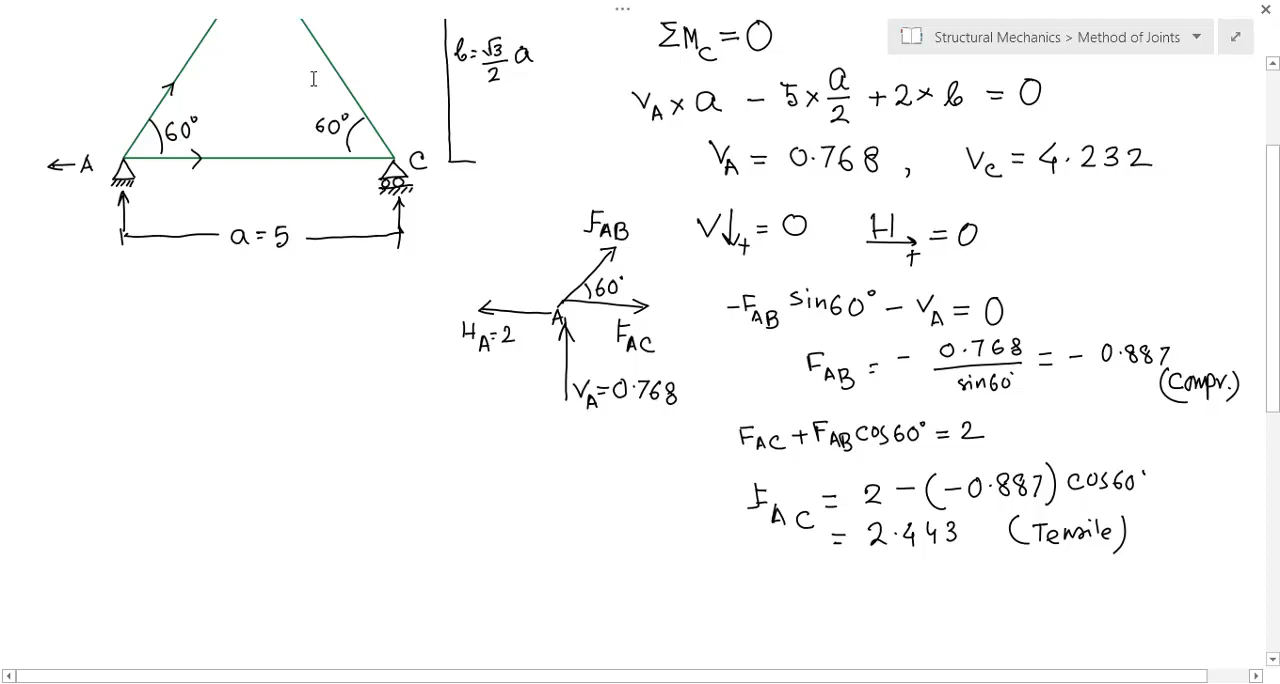 Structural Mechanics > Method of Joints
b = √3/2 a
60°
60°
A
C
a = 5
ΣM_C = 0
V_A × a - 5 × a/2 + 2 × b = 0
V_A = 0.768 , V_C = 4.232
V↓+ = 0 H→+ = 0
F_AB
60°
A
H_A = 2
F_AC
V_A = 0.768
-F_AB sin60° - V_A = 0
F_AB = - 0.768/sin60° = - 0.887
(Compr.)
F_AC + F_AB cos60° = 2
F_AC = 2 - (-0.887) cos60°
= 2.443 (Tensile)